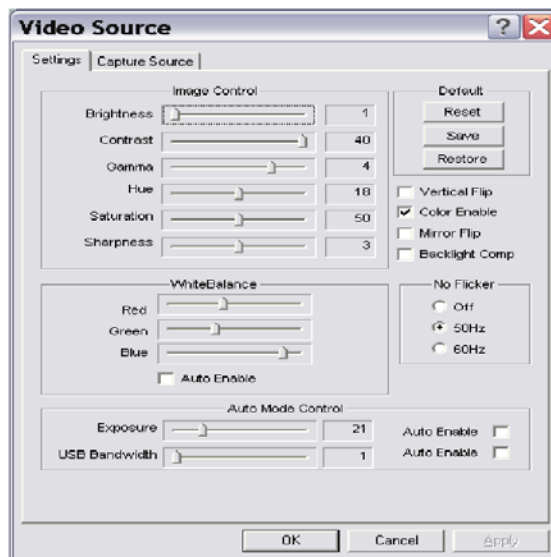 Video Source
Settings Capture Source
Image Control
Brightness 1
Contrast 40
Gamma 4
Hue 18
Saturation 50
Sharpness 3
Default
Reset
Save
Restore
Vertical Flip
Color Enable
Mirror Flip
Backlight Comp
WhiteBalance
Red
Green
Blue
Auto Enable
No Flicker
Off
50Hz
60Hz
Auto Mode Control
Exposure 21 Auto Enable
USB Bandwidth 1 Auto Enable
OK Cancel Apply